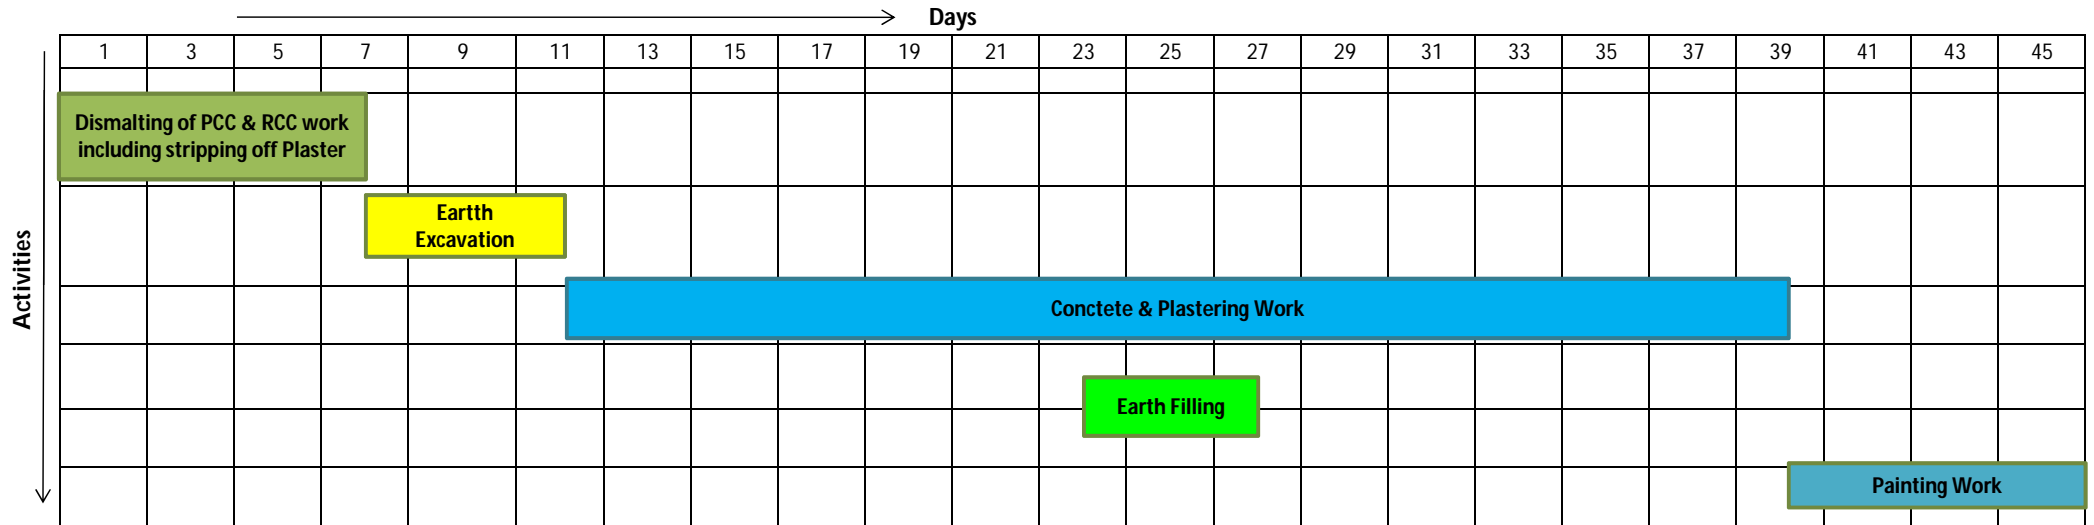 Days
1 3 5 7 9 11 13 15 17 19 21 23 25 27 29 31 33 35 37 39 41 43 45
Activities
Dismalting of PCC & RCC work
including stripping off Plaster
Eartth
Excavation
Conctete & Plastering Work
Earth Filling
Painting Work